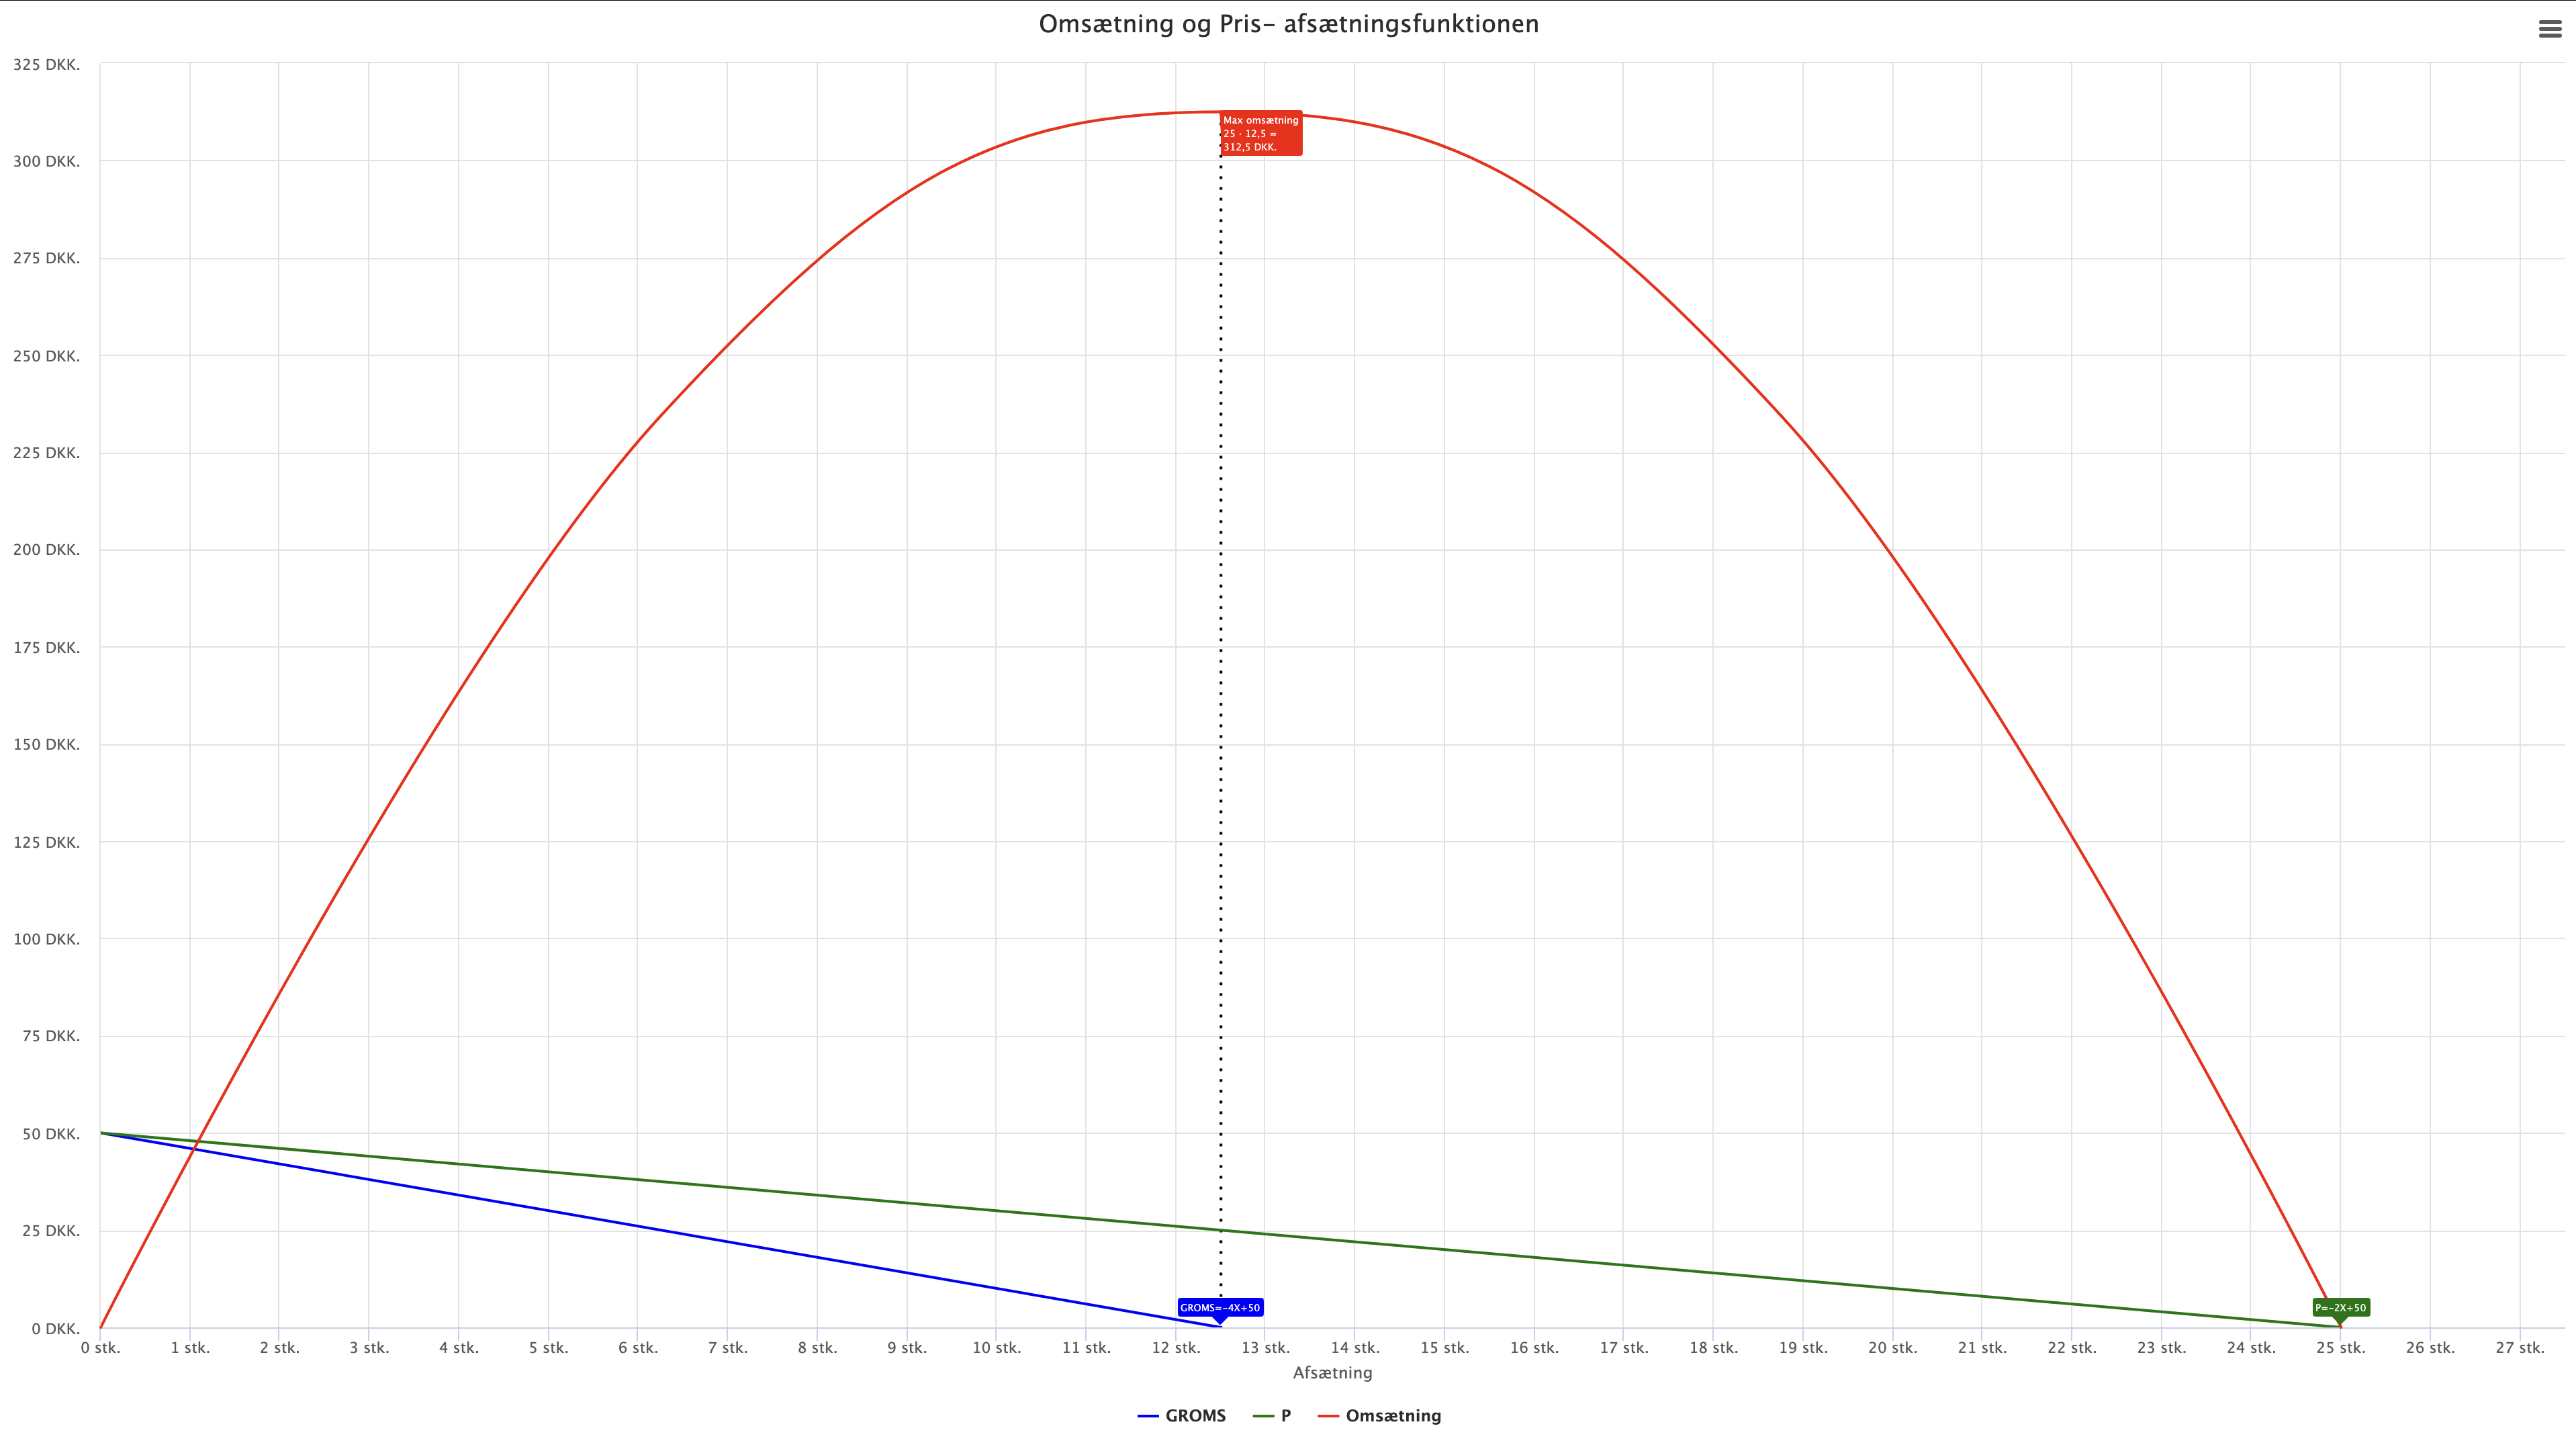 Omsætning og Pris- afsætningsfunktionen
325 DKK.
300 DKK.
275 DKK.
250 DKK.
225 DKK.
200 DKK.
175 DKK.
150 DKK.
125 DKK.
100 DKK.
75 DKK.
50 DKK.
25 DKK.
0 DKK.
Max omsætning
25 · 12,5 =
312,5 DKK.
GROMS=-4X+50
P=-2X+50
0 stk. 1 stk. 2 stk. 3 stk. 4 stk. 5 stk. 6 stk. 7 stk. 8 stk. 9 stk. 10 stk. 11 stk. 12 stk. 13 stk. 14 stk. 15 stk. 16 stk. 17 stk. 18 stk. 19 stk. 20 stk. 21 stk. 22 stk. 23 stk. 24 stk. 25 stk. 26 stk. 27 stk.
Afsætning
GROMS P Omsætning